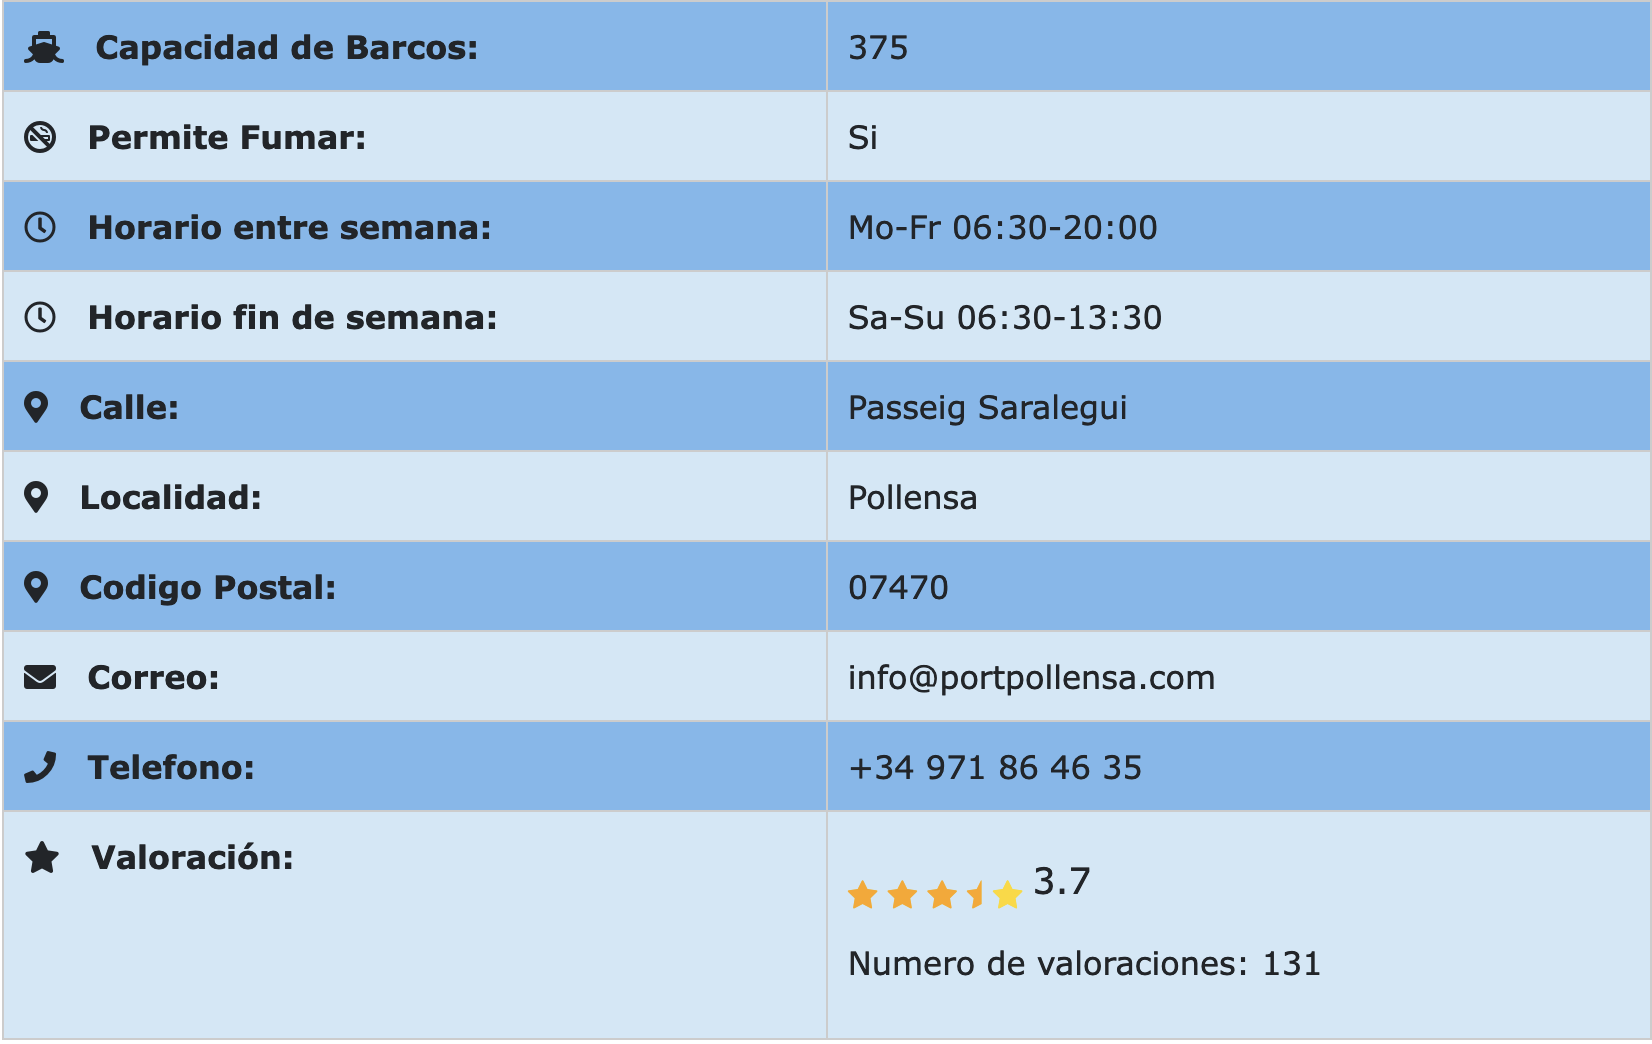 Capacidad de Barcos: 375
Permite Fumar: Si
Horario entre semana: Mo-Fr 06:30-20:00
Horario fin de semana: Sa-Su 06:30-13:30
Calle: Passeig Saralegui
Localidad: Pollensa
Codigo Postal: 07470
Correo: info@portpollensa.com
Telefono: +34 971 86 46 35
Valoración: 3.7
Numero de valoraciones: 131